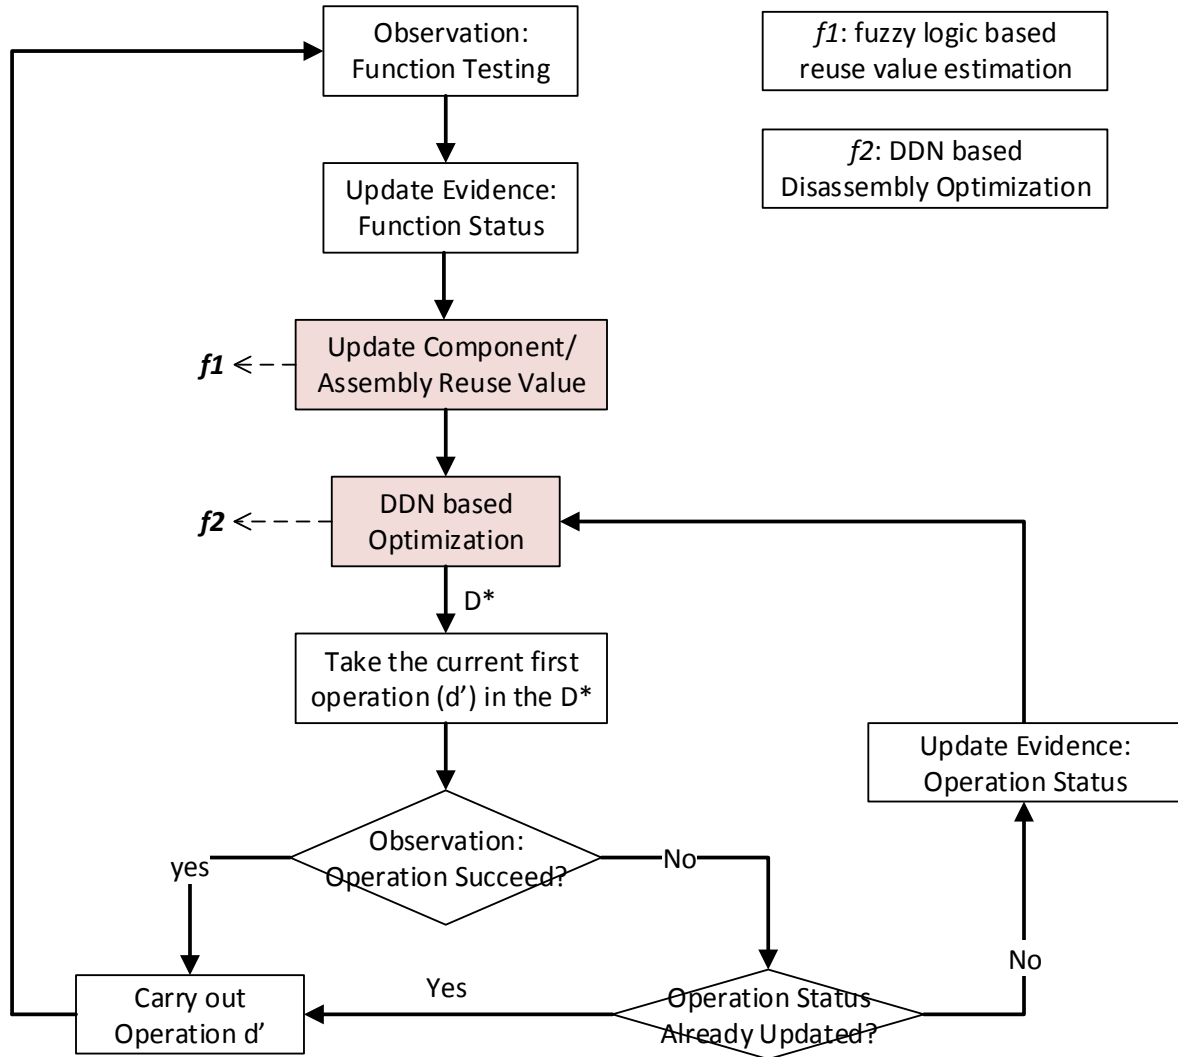 Observation:
Function Testing
f1: fuzzy logic based
reuse value estimation
Update Evidence:
Function Status
f2: DDN based
Disassembly Optimization
Update Component/
Assembly Reuse Value
f1
DDN based
Optimization
f2
D*
Take the current first
operation (d’) in the D*
Update Evidence:
Operation Status
Observation:
Operation Succeed?
yes
No
Operation Status
Already Updated?
Yes
No
Carry out
Operation d’